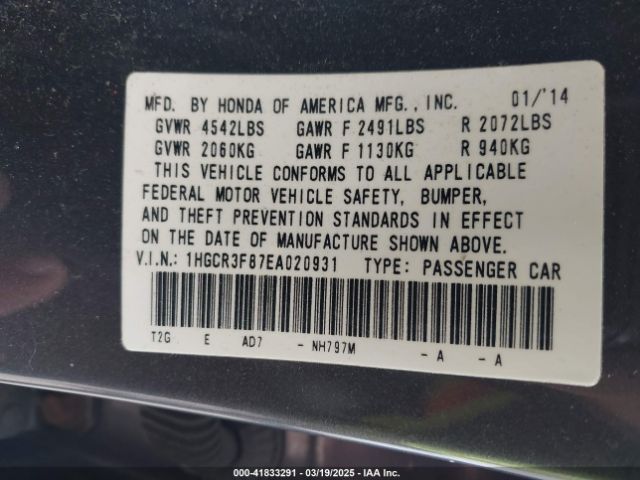 MFD. BY HONDA OF AMERICA MFG., INC. 01/'14
GVWR 4542LBS GAWR F 2491LBS R 2072LBS
GVWR 2060KG GAWR F 1130KG R 940KG
THIS VEHICLE CONFORMS TO ALL APPLICABLE
FEDERAL MOTOR VEHICLE SAFETY, BUMPER,
AND THEFT PREVENTION STANDARDS IN EFFECT
ON THE DATE OF MANUFACTURE SHOWN ABOVE.
V.I.N.: 1HGCR3F87EA020931 TYPE: PASSENGER CAR
T2G E AD7 - NH797M - A - A
000-41833291 - 03/19/2025 - IAA Inc.